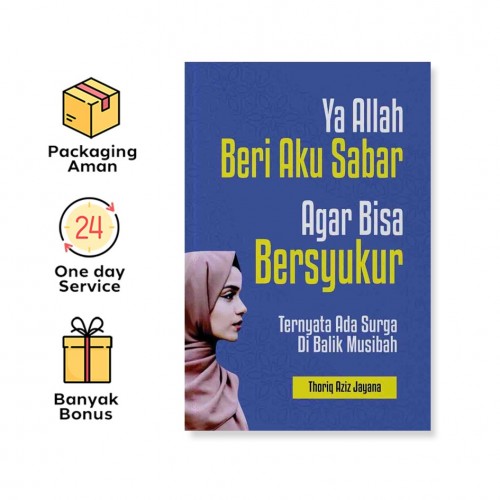 Packaging
Aman
24
One day
Service
Banyak
Bonus
Ya Allah
Beri Aku Sabar
Agar Bisa
Bersyukur
Ternyata Ada Surga
Di Balik Musibah
Thoriq Aziz Jayana